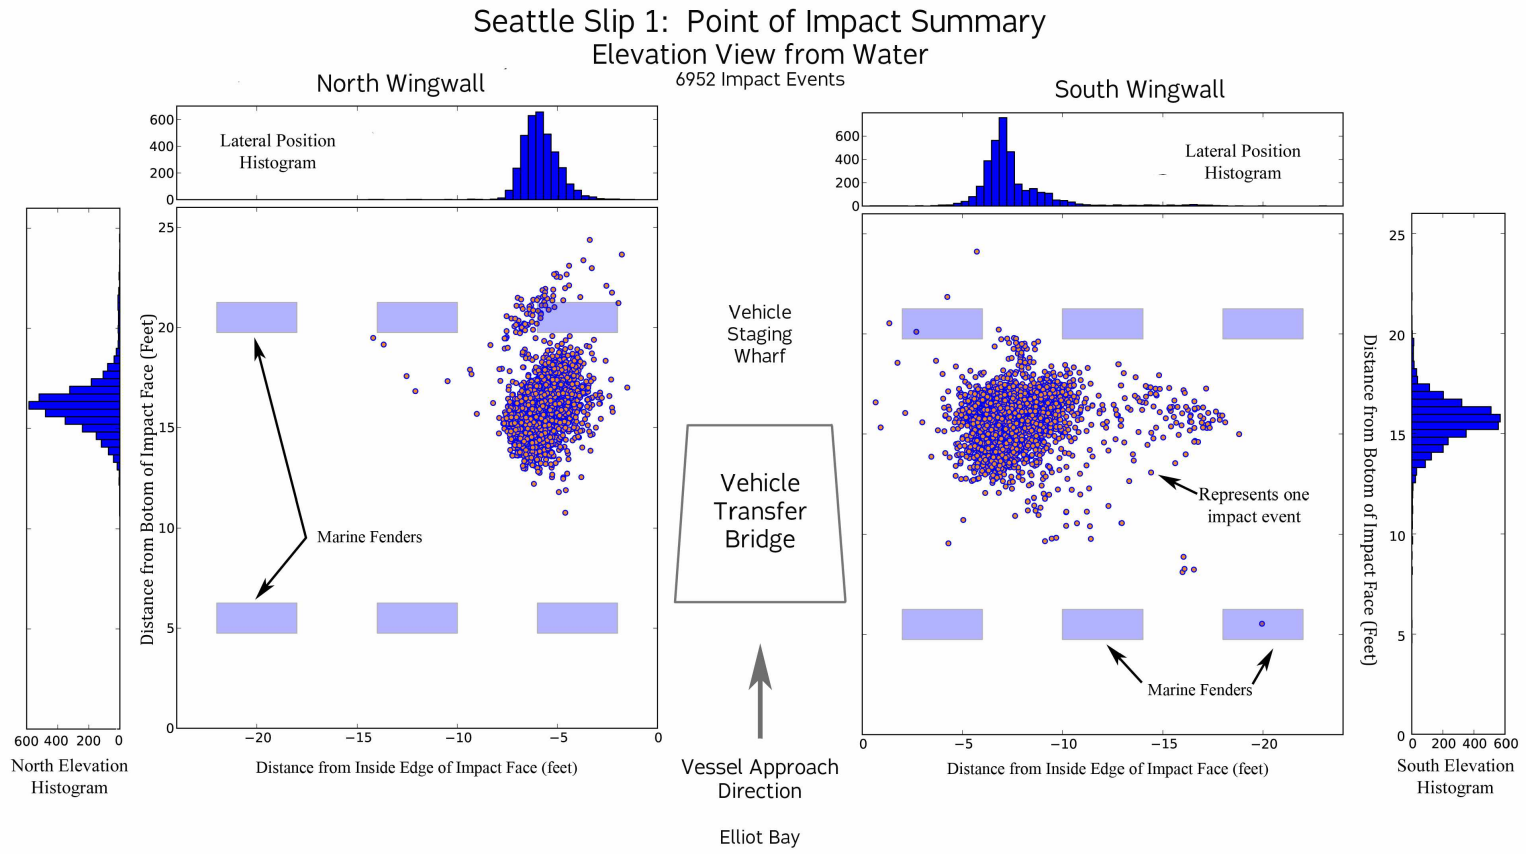 Seattle Slip 1:  Point of Impact Summary
Elevation View from Water
6952 Impact Events
North Wingwall
South Wingwall
Lateral Position
Histogram
600
400
200
0
Lateral Position
Histogram
600
400
200
0
25
20
15
10
5
0
Distance from Bottom of Impact Face (Feet)
−20
−15
−10
−5
0
Distance from Inside Edge of Impact Face (feet)
Marine Fenders
600 400 200 0
North Elevation
Histogram
Vehicle
Staging
Wharf
Vehicle
Transfer
Bridge
Vessel Approach
Direction
Elliot Bay
Represents one
impact event
Marine Fenders
0
−5
−10
−15
−20
Distance from Inside Edge of Impact Face (feet)
Distance from Bottom of Impact Face (Feet)
25
20
15
10
5
0
0 200 400 600
South Elevation
Histogram